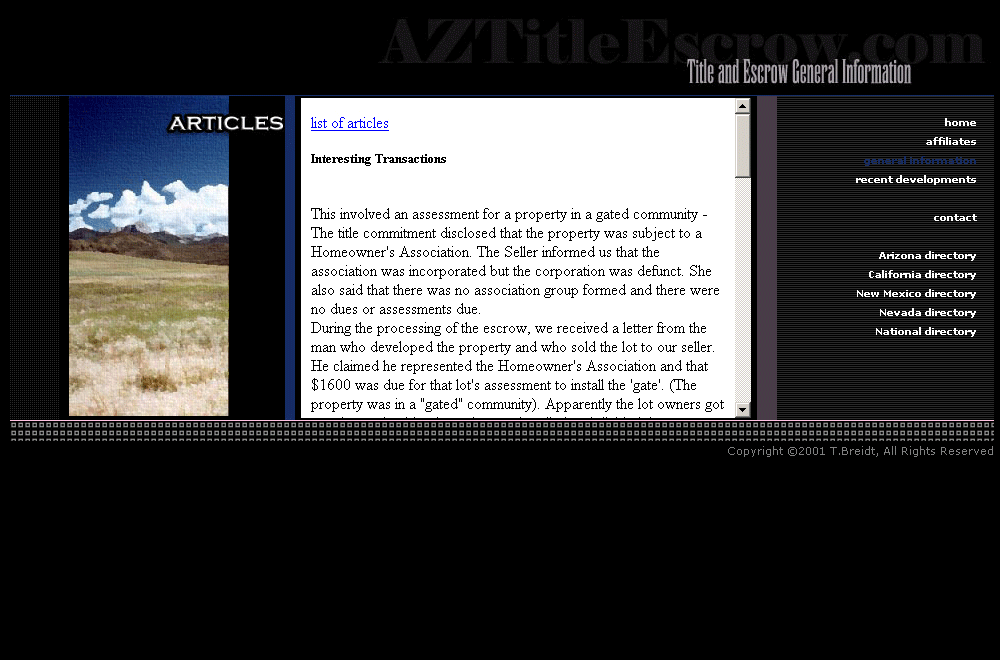 AZTitleEscrow.com
Title and Escrow General Information
ARTICLES
list of articles
Interesting Transactions
This involved an assessment for a property in a gated community -
The title commitment disclosed that the property was subject to a
Homeowner's Association. The Seller informed us that the
association was incorporated but the corporation was defunct. She
also said that there was no association group formed and there were
no dues or assessments due.
During the processing of the escrow, we received a letter from the
man who developed the property and who sold the lot to our seller.
He claimed he represented the Homeowner's Association and that
$1600 was due for that lot's assessment to install the 'gate'. (The
property was in a "gated" community). Apparently the lot owners got
home
affiliates
general information
recent developments
contact
Arizona directory
California directory
New Mexico directory
Nevada directory
National directory
Copyright ©2001 T.Breidt, All Rights Reserved